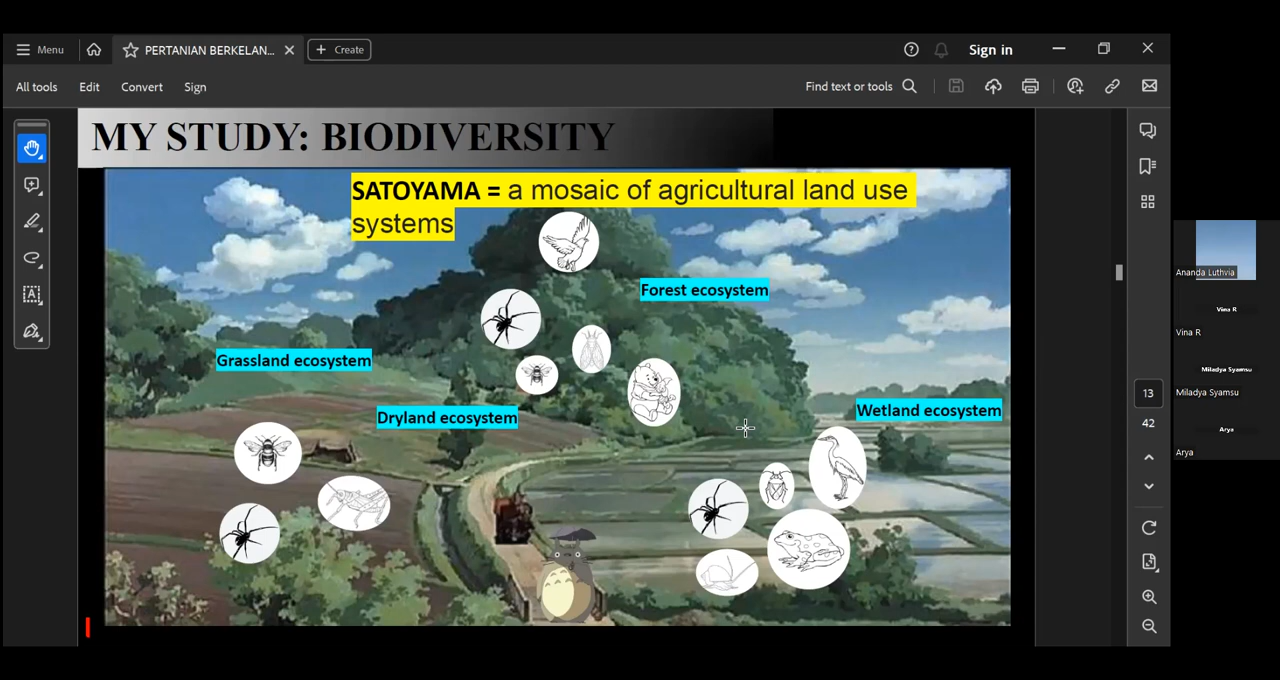 Menu
PERTANIAN BERKELAN...
Create
Sign in
All tools
Edit
Convert
Sign
Find text or tools
MY STUDY: BIODIVERSITY
SATOYAMA = a mosaic of agricultural land use
systems
Forest ecosystem
Grassland ecosystem
Dryland ecosystem
Wetland ecosystem
13
42
Ananda Luthvia
Vina R
Vina R
Miladya Syamsu
Miladya Syamsu
Arya
Arya